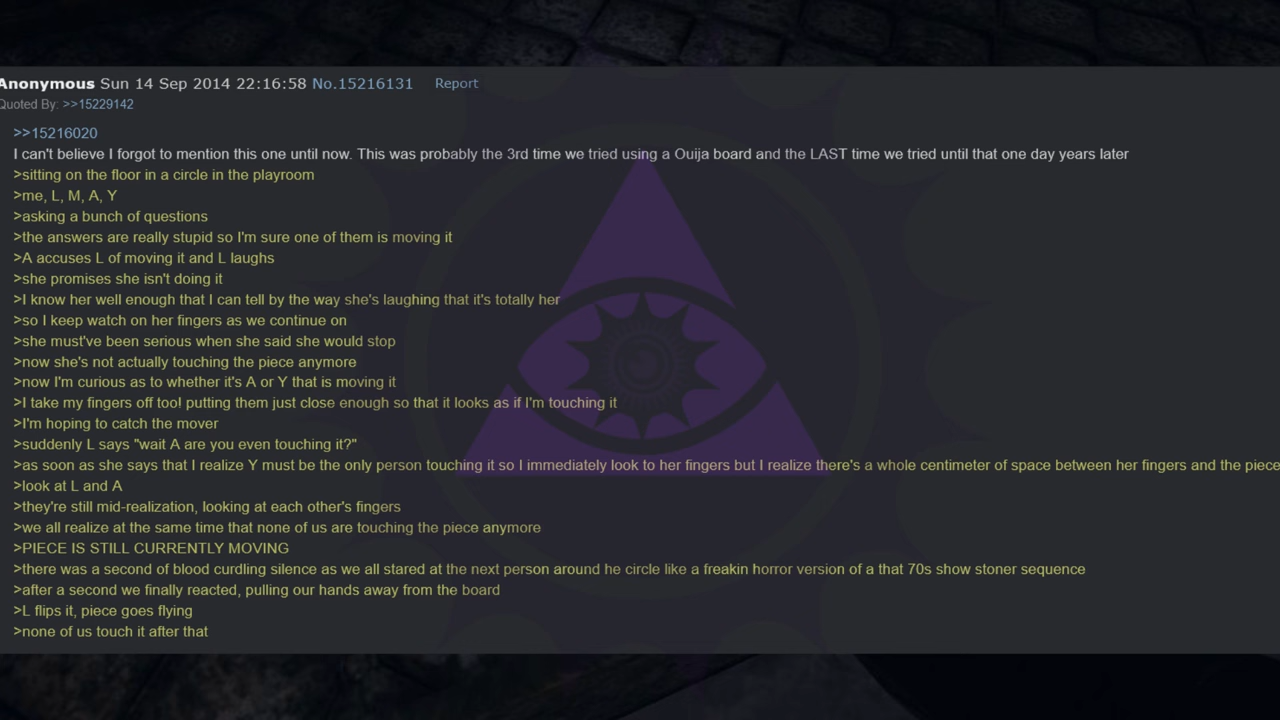 Anonymous Sun 14 Sep 2014 22:16:58 No.15216131 Report
Quoted By: >>15229142
>>15216020
I can't believe I forgot to mention this one until now. This was probably the 3rd time we tried using a Ouija board and the LAST time we tried until that one day years later
>sitting on the floor in a circle in the playroom
>me, L, M, A, Y
>asking a bunch of questions
>the answers are really stupid so I'm sure one of them is moving it
>A accuses L of moving it and L laughs
>she promises she isn't doing it
>I know her well enough that I can tell by the way she's laughing that it's totally her
>so I keep watch on her fingers as we continue on
>she must've been serious when she said she would stop
>now she's not actually touching the piece anymore
>now I'm curious as to whether it's A or Y that is moving it
>I take my fingers off too! putting them just close enough so that it looks as if I'm touching it
>I'm hoping to catch the mover
>suddenly L says "wait A are you even touching it?"
>as soon as she says that I realize Y must be the only person touching it so I immediately look to her fingers but I realize there's a whole centimeter of space between her fingers and the piece
>look at L and A
>they're still mid-realization, looking at each other's fingers
>we all realize at the same time that none of us are touching the piece anymore
>PIECE IS STILL CURRENTLY MOVING
>there was a second of blood curdling silence as we all stared at the next person around he circle like a freakin horror version of a that 70s show stoner sequence
>after a second we finally reacted, pulling our hands away from the board
>L flips it, piece goes flying
>none of us touch it after that